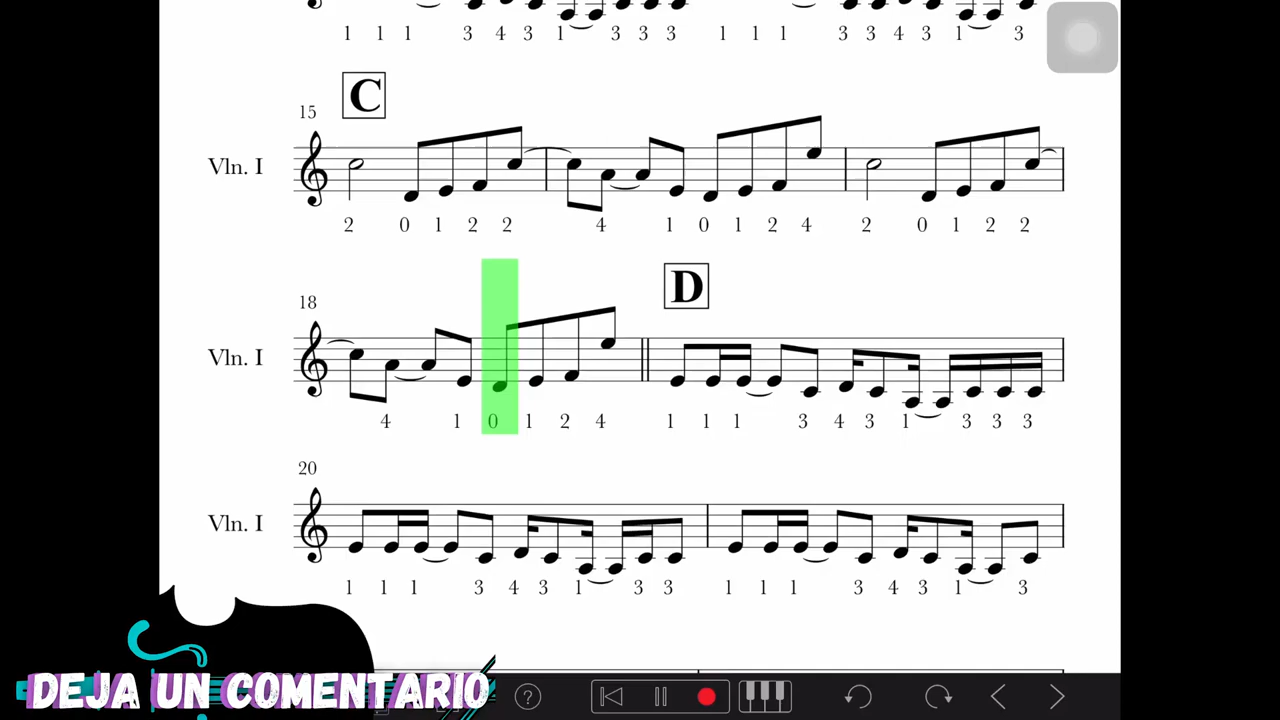 1 1 1 3 4 3 1 3 3 3 1 1 1 3 3 4 3 1 3
C
15
Vln. I
2 0 1 2 2 4 1 0 1 2 4 2 0 1 2 2
D
18
Vln. I
4 1 0 1 2 4 1 1 1 3 4 3 1 3 3 3
20
Vln. I
1 1 1 3 4 3 1 3 3 1 1 1 3 4 3 1 3
DEJA UN COMENTARIO
?